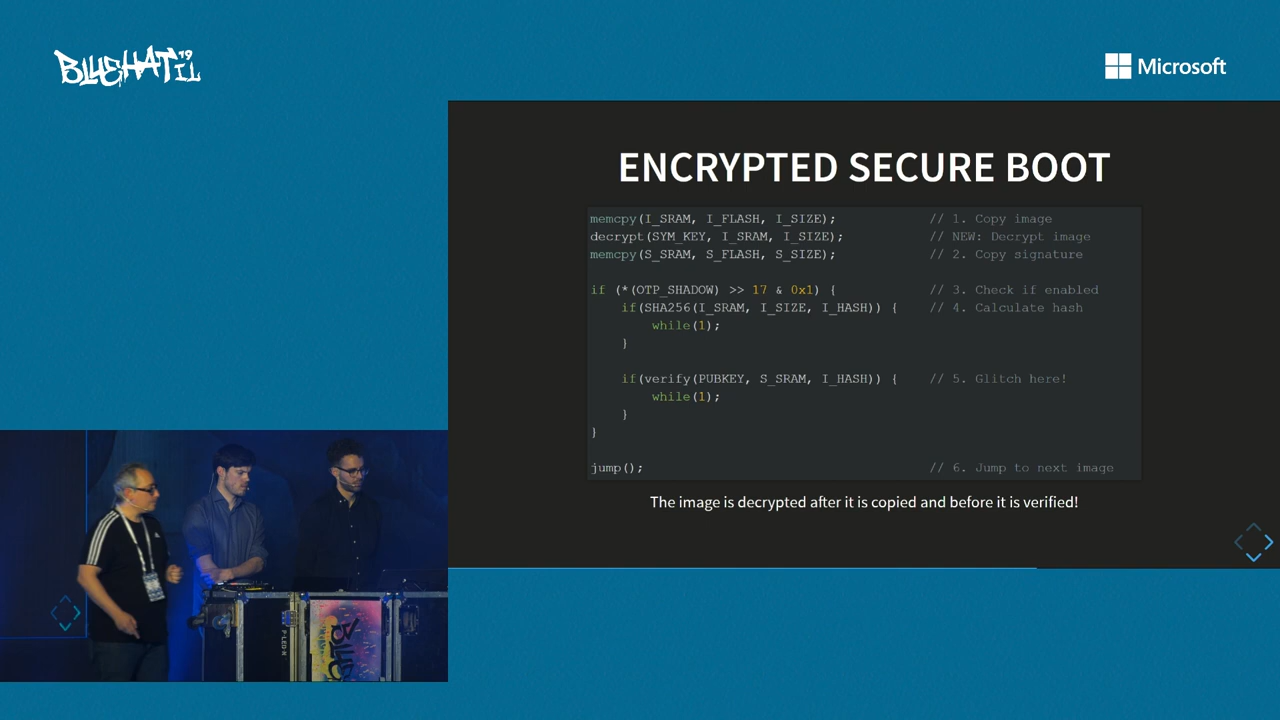 BLUEHAT IL 19
Microsoft
ENCRYPTED SECURE BOOT
memcpy(I_SRAM, I_FLASH, I_SIZE); // 1. Copy image
decrypt(SYM_KEY, I_SRAM, I_SIZE); // NEW: Decrypt image
memcpy(S_SRAM, S_FLASH, S_SIZE); // 2. Copy signature
if (*(OTP_SHADOW) >> 17 & 0x1) { // 3. Check if enabled
if(SHA256(I_SRAM, I_SIZE, I_HASH)) { // 4. Calculate hash
while(1);
}
if(verify(PUBKEY, S_SRAM, I_HASH)) { // 5. Glitch here!
while(1);
}
}
jump(); // 6. Jump to next image
The image is decrypted after it is copied and before it is verified!
P-LED-N